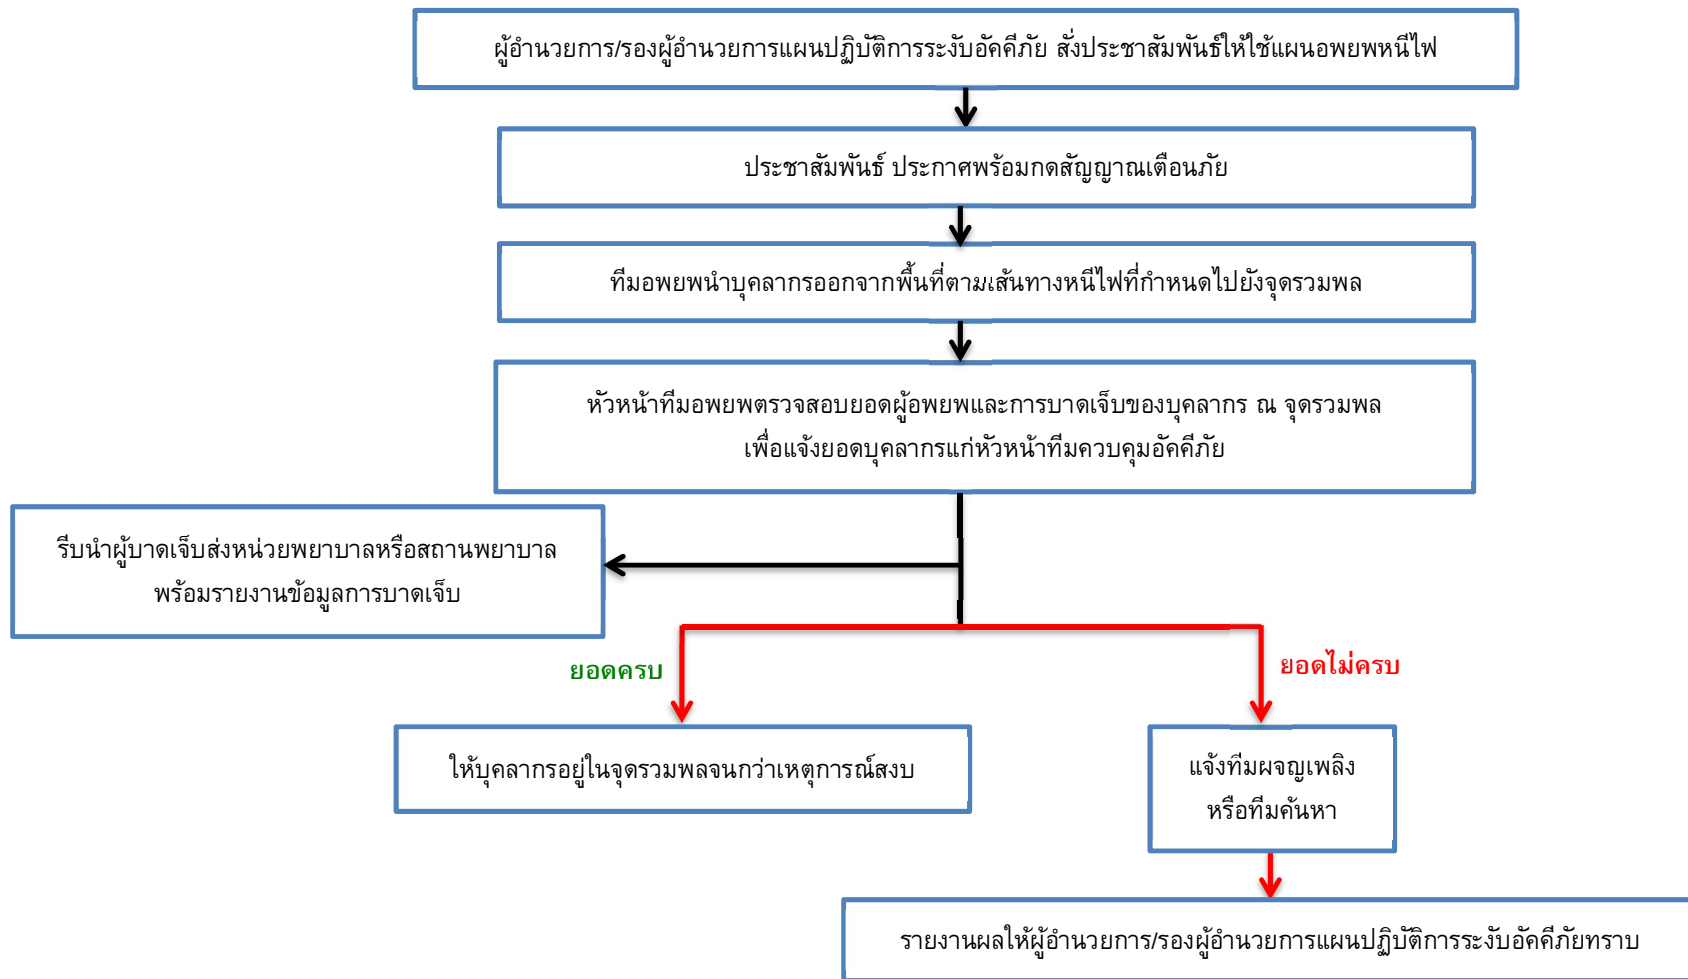 ผู้อำนวยการ/รองผู้อำนวยการแผนปฏิบัติการระงับอัคคีภัย สั่งประชาสัมพันธ์ให้ใช้แผนอพยพหนีไฟ
ประชาสัมพันธ์ ประกาศพร้อมกดสัญญาณเตือนภัย
ทีมอพยพนำบุคลากรออกจากพื้นที่ตามเส้นทางหนีไฟที่กำหนดไปยังจุดรวมพล
หัวหน้าทีมอพยพตรวจสอบยอดผู้อพยพและการบาดเจ็บของบุคลากร ณ จุดรวมพล
เพื่อแจ้งยอดบุคลากรแก่หัวหน้าทีมควบคุมอัคคีภัย
รีบนำผู้บาดเจ็บส่งหน่วยพยาบาลหรือสถานพยาบาล
พร้อมรายงานข้อมูลการบาดเจ็บ
ยอดครบ
ยอดไม่ครบ
ให้บุคลากรอยู่ในจุดรวมพลจนกว่าเหตุการณ์สงบ
แจ้งทีมผจญเพลิง
หรือทีมค้นหา
รายงานผลให้ผู้อำนวยการ/รองผู้อำนวยการแผนปฏิบัติการระงับอัคคีภัยทราบ